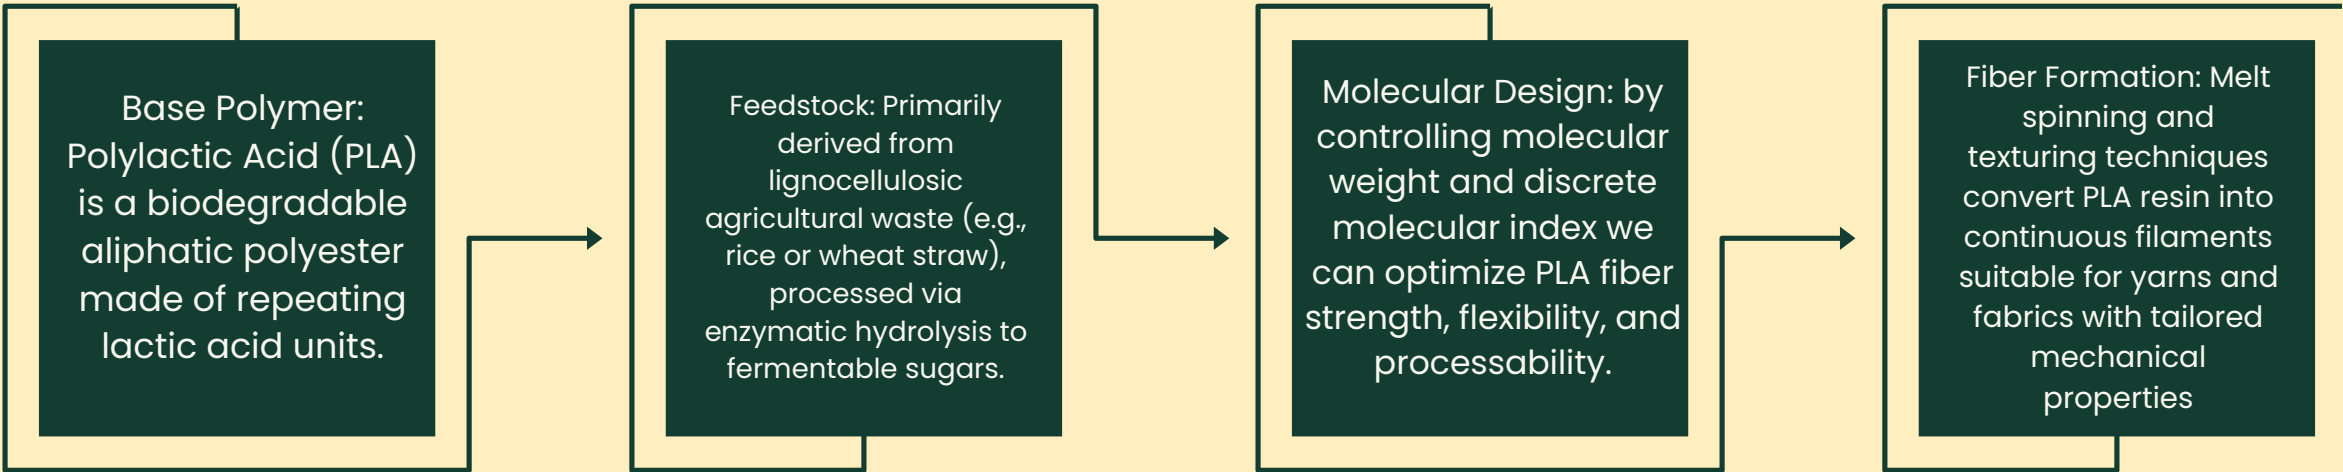 Base Polymer:
Polylactic Acid (PLA)
is a biodegradable
aliphatic polyester
made of repeating
lactic acid units.
Feedstock: Primarily
derived from
lignocellulosic
agricultural waste (e.g.,
rice or wheat straw),
processed via
enzymatic hydrolysis to
fermentable sugars.
Molecular Design: by
controlling molecular
weight and discrete
molecular index we
can optimize PLA fiber
strength, flexibility, and
processability.
Fiber Formation: Melt
spinning and
texturing techniques
convert PLA resin into
continuous filaments
suitable for yarns and
fabrics with tailored
mechanical
properties